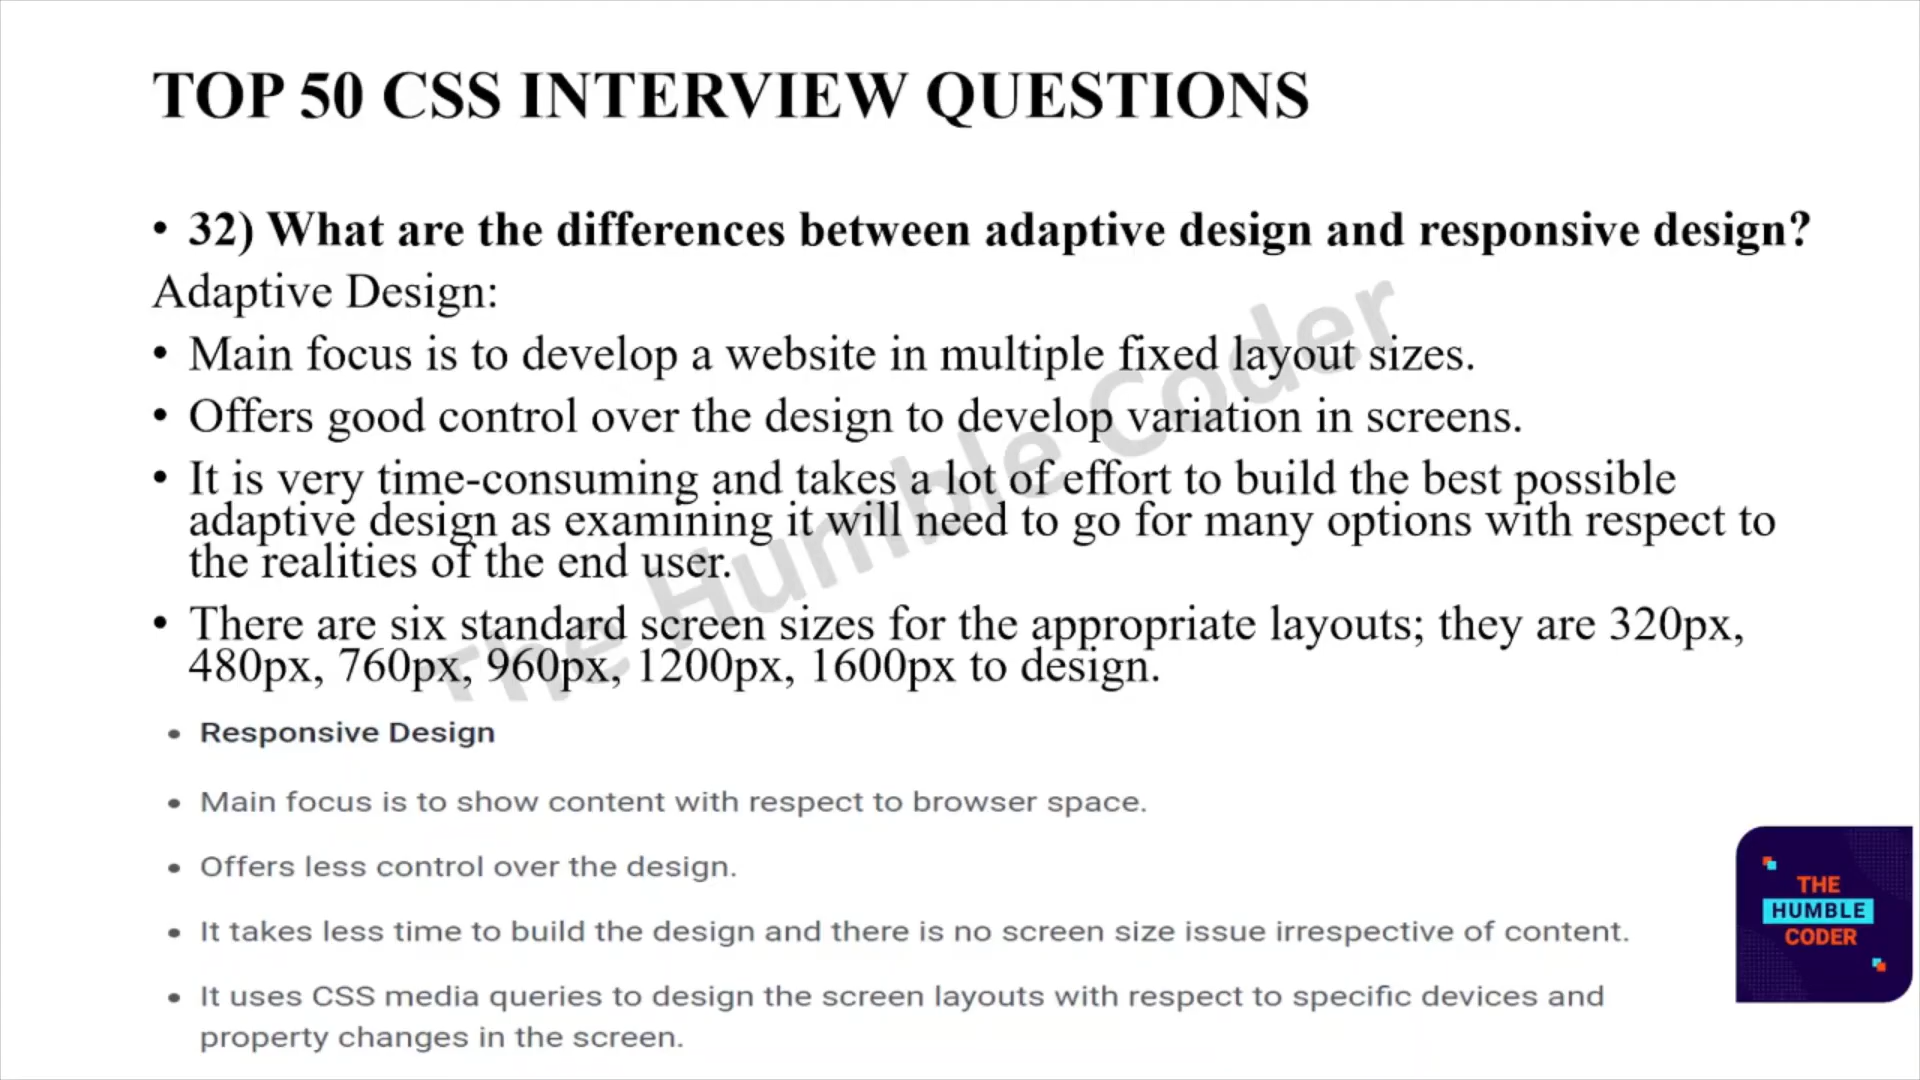 TOP 50 CSS INTERVIEW QUESTIONS
• 32) What are the differences between adaptive design and responsive design?
Adaptive Design:
• Main focus is to develop a website in multiple fixed layout sizes.
• Offers good control over the design to develop variation in screens.
• It is very time-consuming and takes a lot of effort to build the best possible
adaptive design as examining it will need to go for many options with respect to
the realities of the end user.
• There are six standard screen sizes for the appropriate layouts; they are 320px,
480px, 760px, 960px, 1200px, 1600px to design.
The Humble Coder
• Responsive Design
• Main focus is to show content with respect to browser space.
• Offers less control over the design.
• It takes less time to build the design and there is no screen size issue irrespective of content.
• It uses CSS media queries to design the screen layouts with respect to specific devices and
property changes in the screen.
THE
HUMBLE
CODER